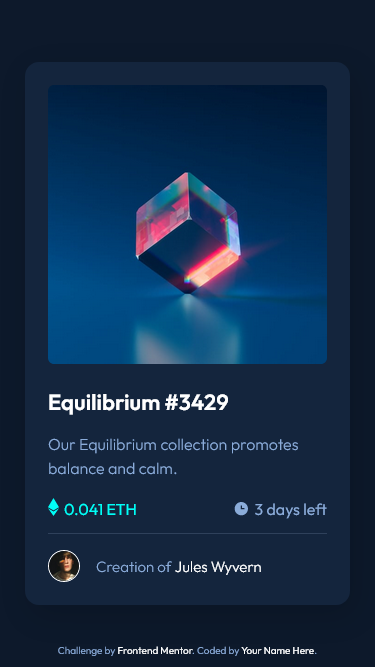 Equilibrium #3429
Our Equilibrium collection promotes
balance and calm.
0.041 ETH
3 days left
Creation of Jules Wyvern
Challenge by Frontend Mentor. Coded by Your Name Here.